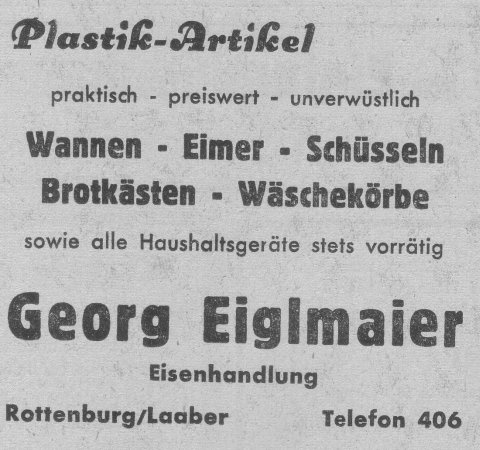 Plastik-Artikel
praktisch - preiswert - unverwüstlich
Wannen - Eimer - Schüsseln
Brotkästen - Wäschekörbe
sowie alle Haushaltsgeräte stets vorrätig
Georg Eiglmaier
Eisenhandlung
Rottenburg/Laaber Telefon 406